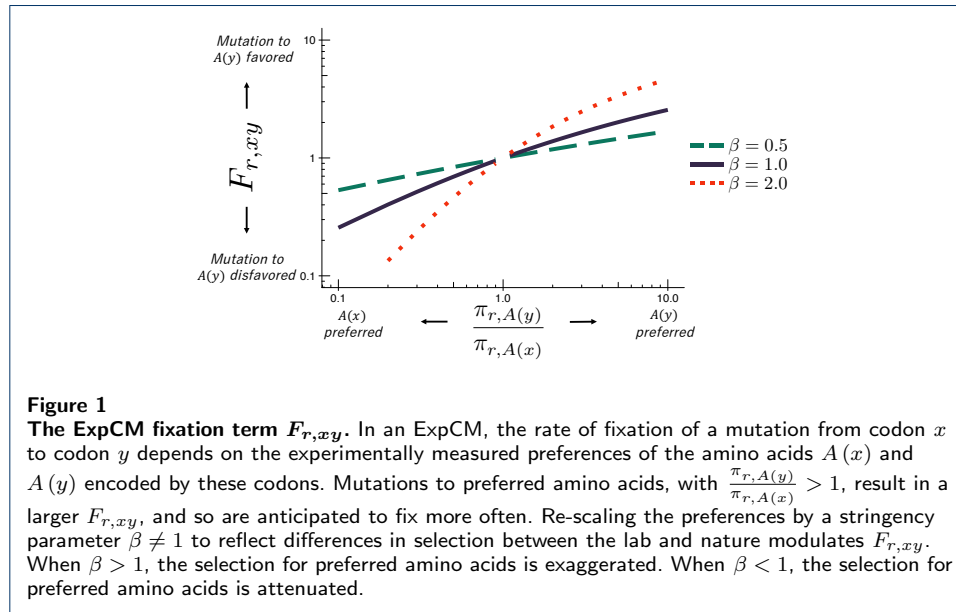 10
Mutation to
A(y) favored
F_{r,xy}
1
Mutation to
A(y) disfavored
0.1
β = 0.5
β = 1.0
β = 2.0
0.1 1.0 10.0
A(x)
preferred
π_{r,A(y)}
π_{r,A(x)}
A(y)
preferred
Figure 1
The ExpCM fixation term F_{r,xy}. In an ExpCM, the rate of fixation of a mutation from codon x
to codon y depends on the experimentally measured preferences of the amino acids A (x) and
A (y) encoded by these codons. Mutations to preferred amino acids, with π_{r,A(y)}/π_{r,A(x)} > 1, result in a
larger F_{r,xy}, and so are anticipated to fix more often. Re-scaling the preferences by a stringency
parameter β ≠ 1 to reflect differences in selection between the lab and nature modulates F_{r,xy}.
When β > 1, the selection for preferred amino acids is exaggerated. When β < 1, the selection for
preferred amino acids is attenuated.